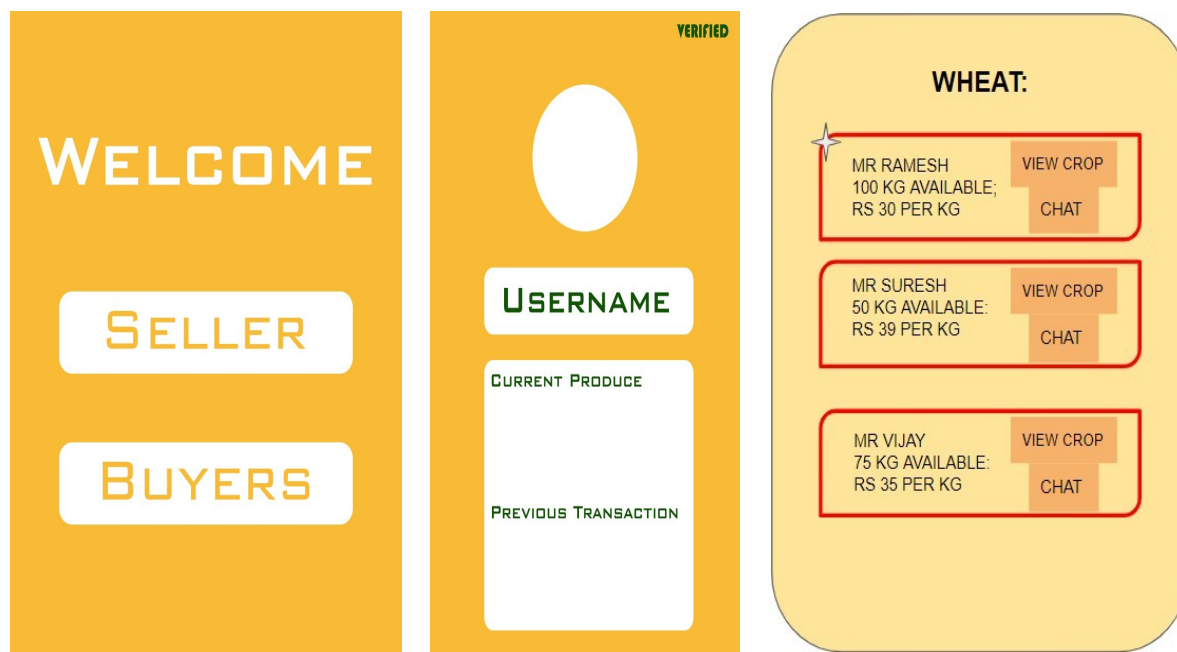 WELCOME
SELLER
BUYERS
VERIFIED
USERNAME
CURRENT PRODUCE
PREVIOUS TRANSACTION
WHEAT:
MR RAMESH
100 KG AVAILABLE;
RS 30 PER KG
VIEW CROP
CHAT
MR SURESH
50 KG AVAILABLE:
RS 39 PER KG
VIEW CROP
CHAT
MR VIJAY
75 KG AVAILABLE:
RS 35 PER KG
VIEW CROP
CHAT